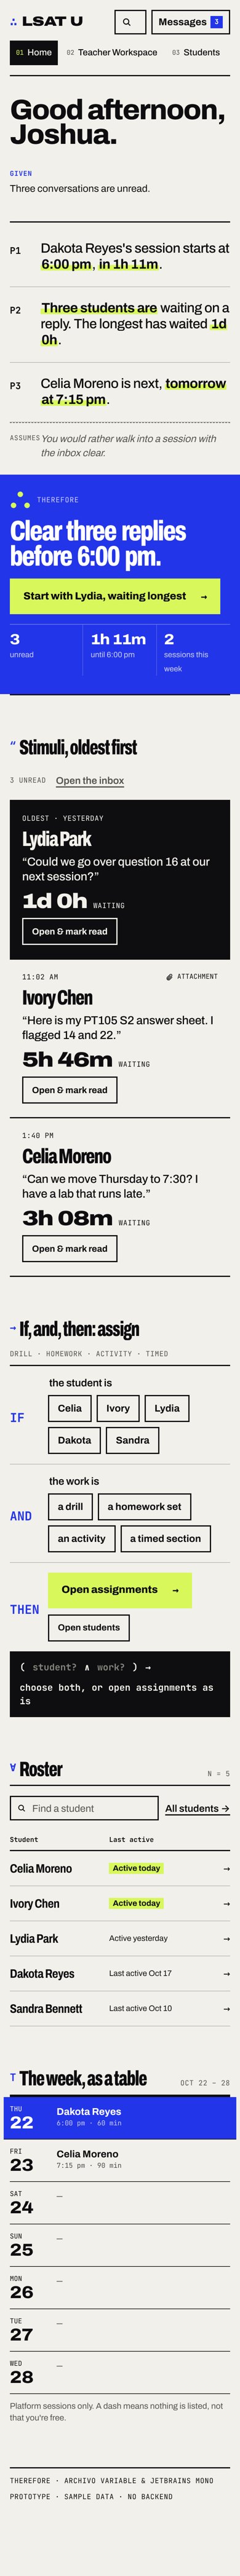 LSAT U
Messages 3
01 Home 02 Teacher Workspace 03 Students
Good afternoon,
Joshua.
GIVEN
Three conversations are unread.
P1 Dakota Reyes's session starts at
6:00 pm, in 1h 11m.
P2 Three students are waiting on a
reply. The longest has waited 1d
0h.
P3 Celia Moreno is next, tomorrow
at 7:15 pm.
ASSUMES You would rather walk into a session with
the inbox clear.
THEREFORE
Clear three replies
before 6:00 pm.
Start with Lydia, waiting longest →
3 1h 11m 2
unread until 6:00 pm sessions this
week
“ Stimuli, oldest first
3 UNREAD Open the inbox
OLDEST · YESTERDAY
Lydia Park
“Could we go over question 16 at our
next session?”
1d 0h WAITING
Open & mark read
11:02 AM ATTACHMENT
Ivory Chen
“Here is my PT105 S2 answer sheet. I
flagged 14 and 22.”
5h 46m WAITING
Open & mark read
1:40 PM
Celia Moreno
“Can we move Thursday to 7:30? I
have a lab that runs late.”
3h 08m WAITING
Open & mark read
→ If, and, then: assign
DRILL · HOMEWORK · ACTIVITY · TIMED
the student is
IF
Celia Ivory Lydia
Dakota Sandra
the work is
AND
a drill a homework set
an activity a timed section
THEN
Open assignments →
Open students
( student? ∧ work? ) →
choose both, or open assignments as
is
∀ Roster N = 5
Find a student All students →
Student Last active
Celia Moreno Active today →
Ivory Chen Active today →
Lydia Park Active yesterday →
Dakota Reyes Last active Oct 17 →
Sandra Bennett Last active Oct 10 →
T The week, as a table OCT 22 – 28
THU
22 Dakota Reyes
6:00 pm · 60 min
FRI
23 Celia Moreno
7:15 pm · 90 min
SAT
24 —
SUN
25 —
MON
26 —
TUE
27 —
WED
28 —
Platform sessions only. A dash means nothing is listed, not
that you're free.
THEREFORE · ARCHIVO VARIABLE & JETBRAINS MONO
PROTOTYPE · SAMPLE DATA · NO BACKEND